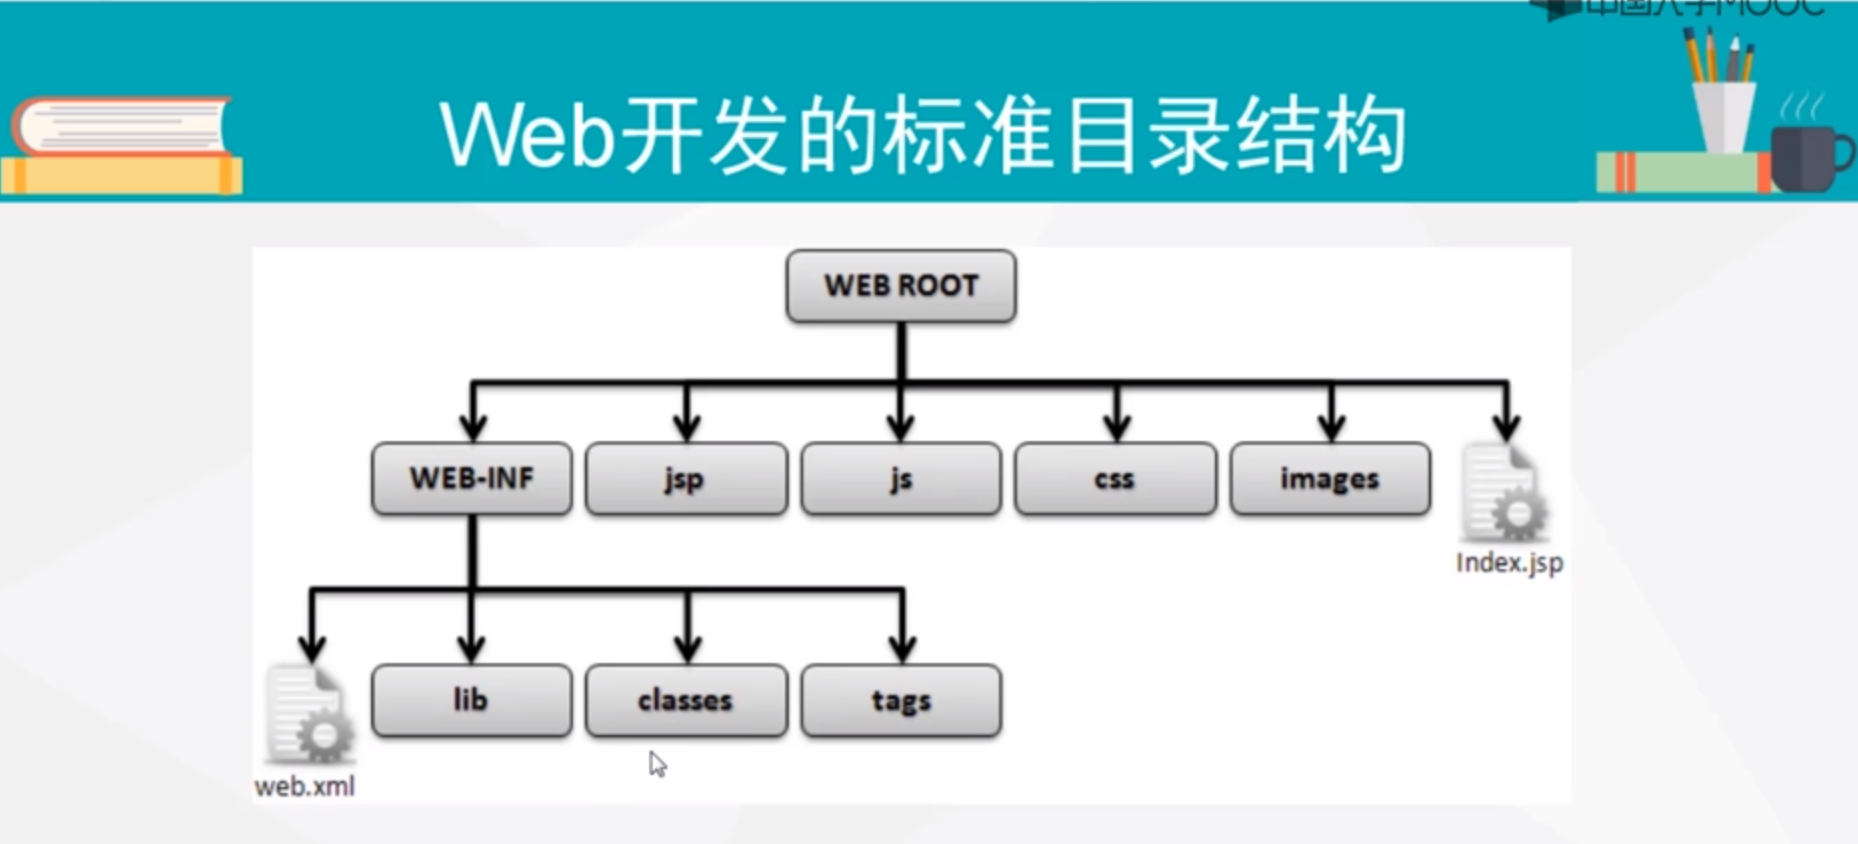 中国大学MOOC
Web开发的标准目录结构
WEB ROOT
WEB-INF
jsp
js
css
images
Index.jsp
web.xml
lib
classes
tags